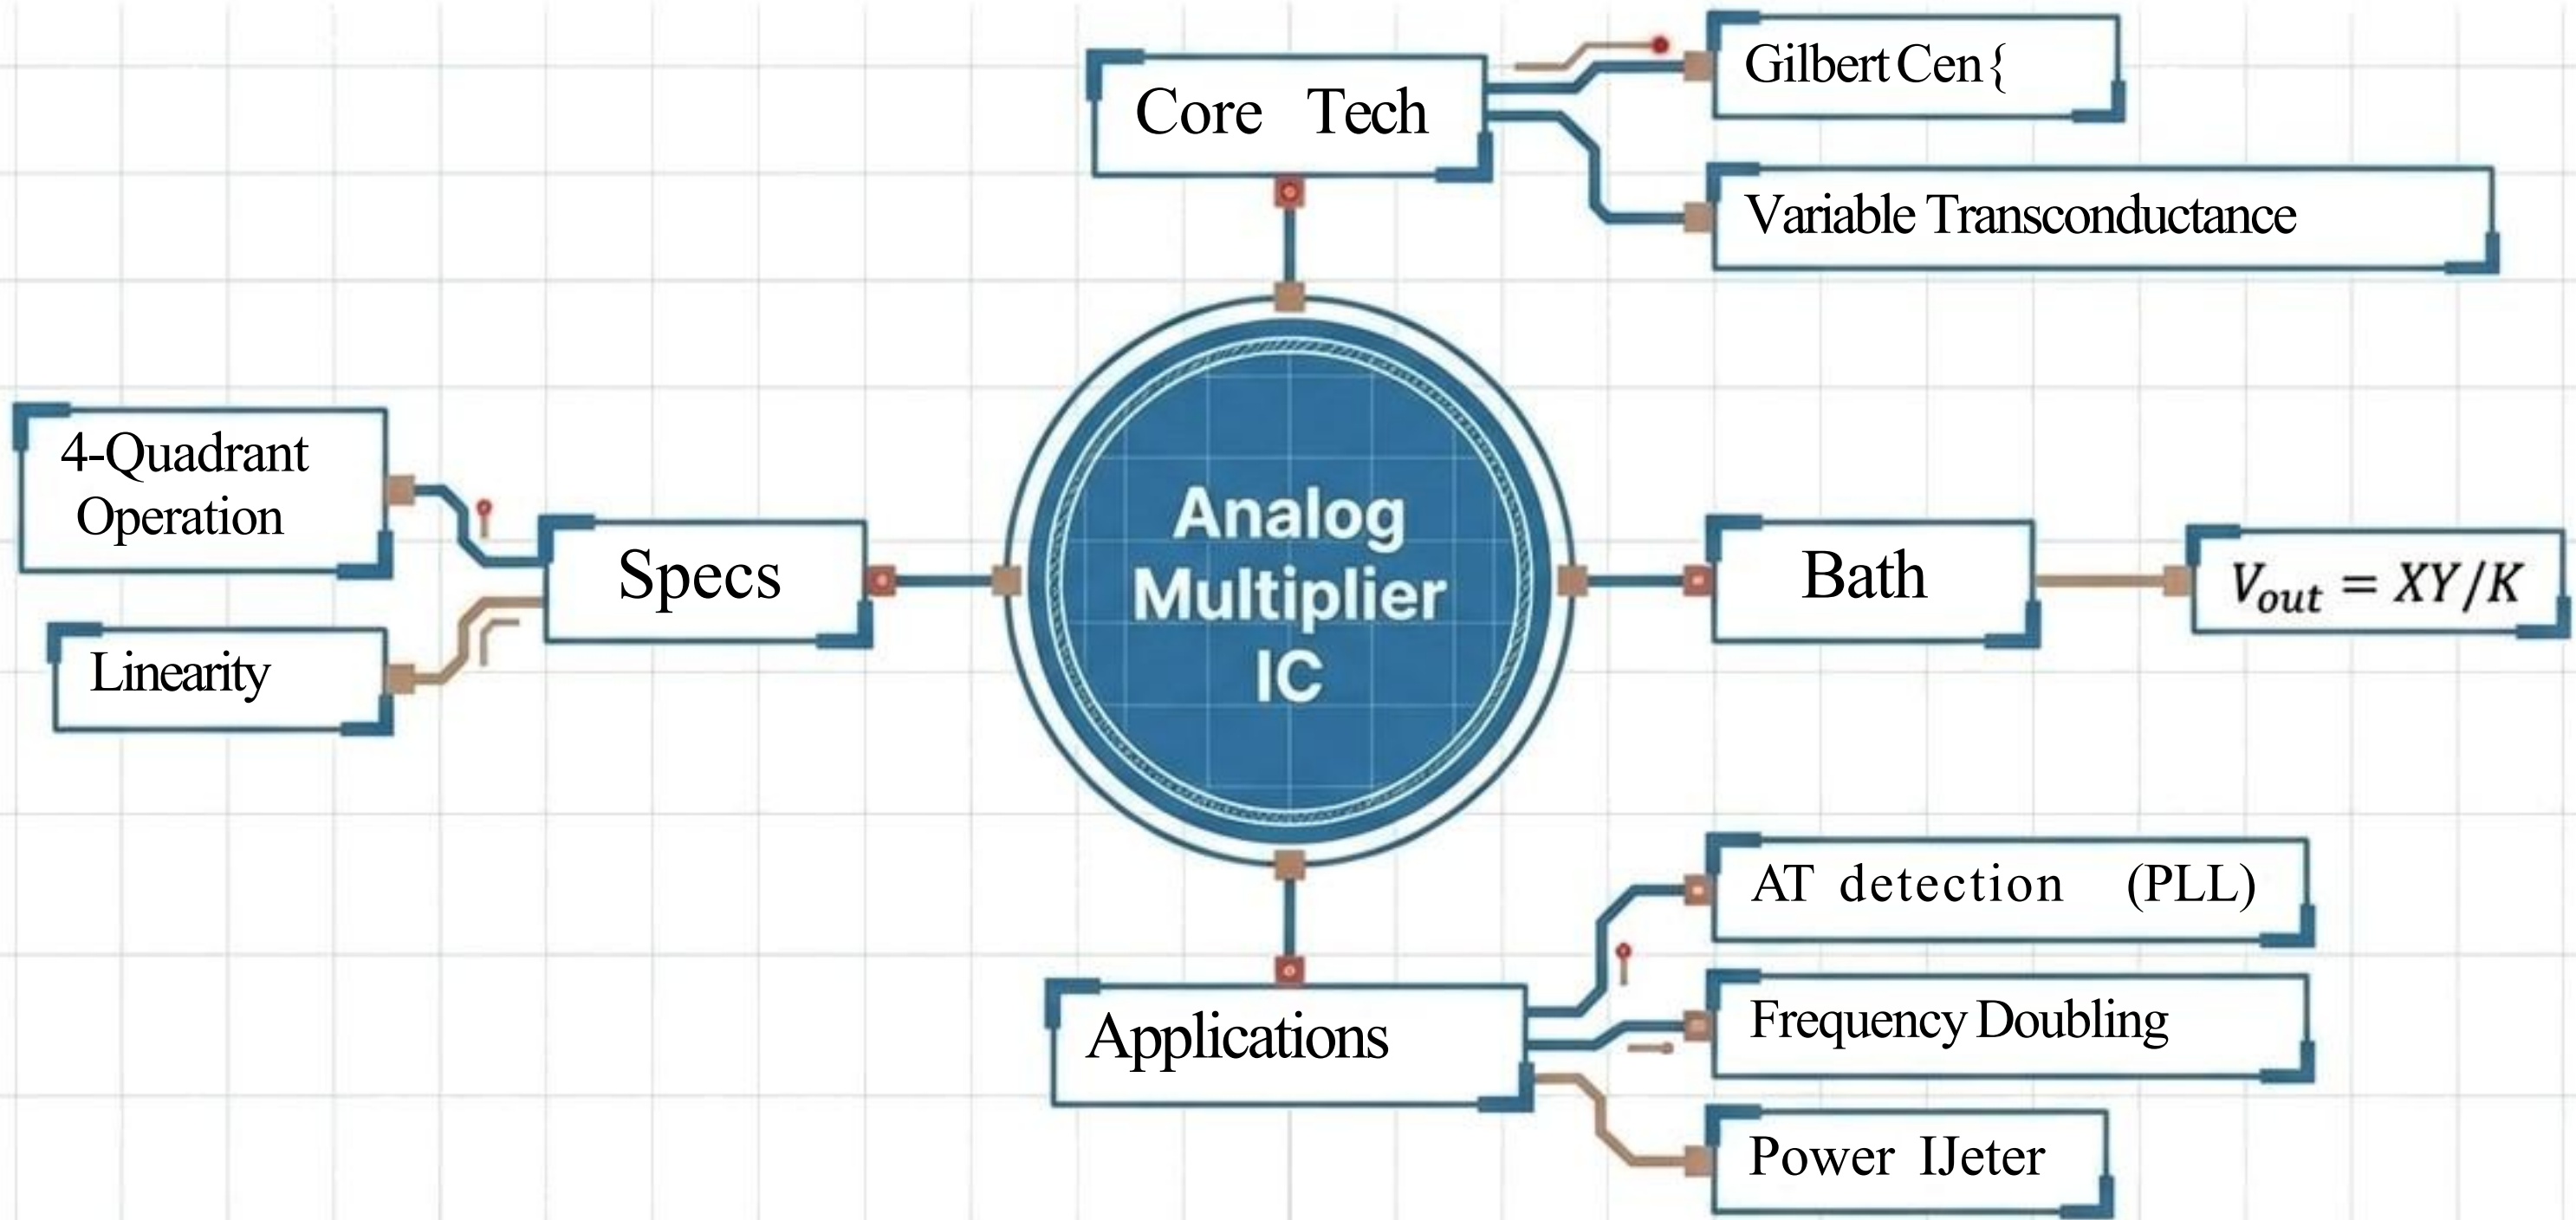 Core Tech
Gilbert Cen{
Variable Transconductance
4-Quadrant
Operation
Linearity
Specs
Analog
Multiplier
IC
Bath
V_out = XY/K
Applications
AT detection (PLL)
Frequency Doubling
Power IJeter